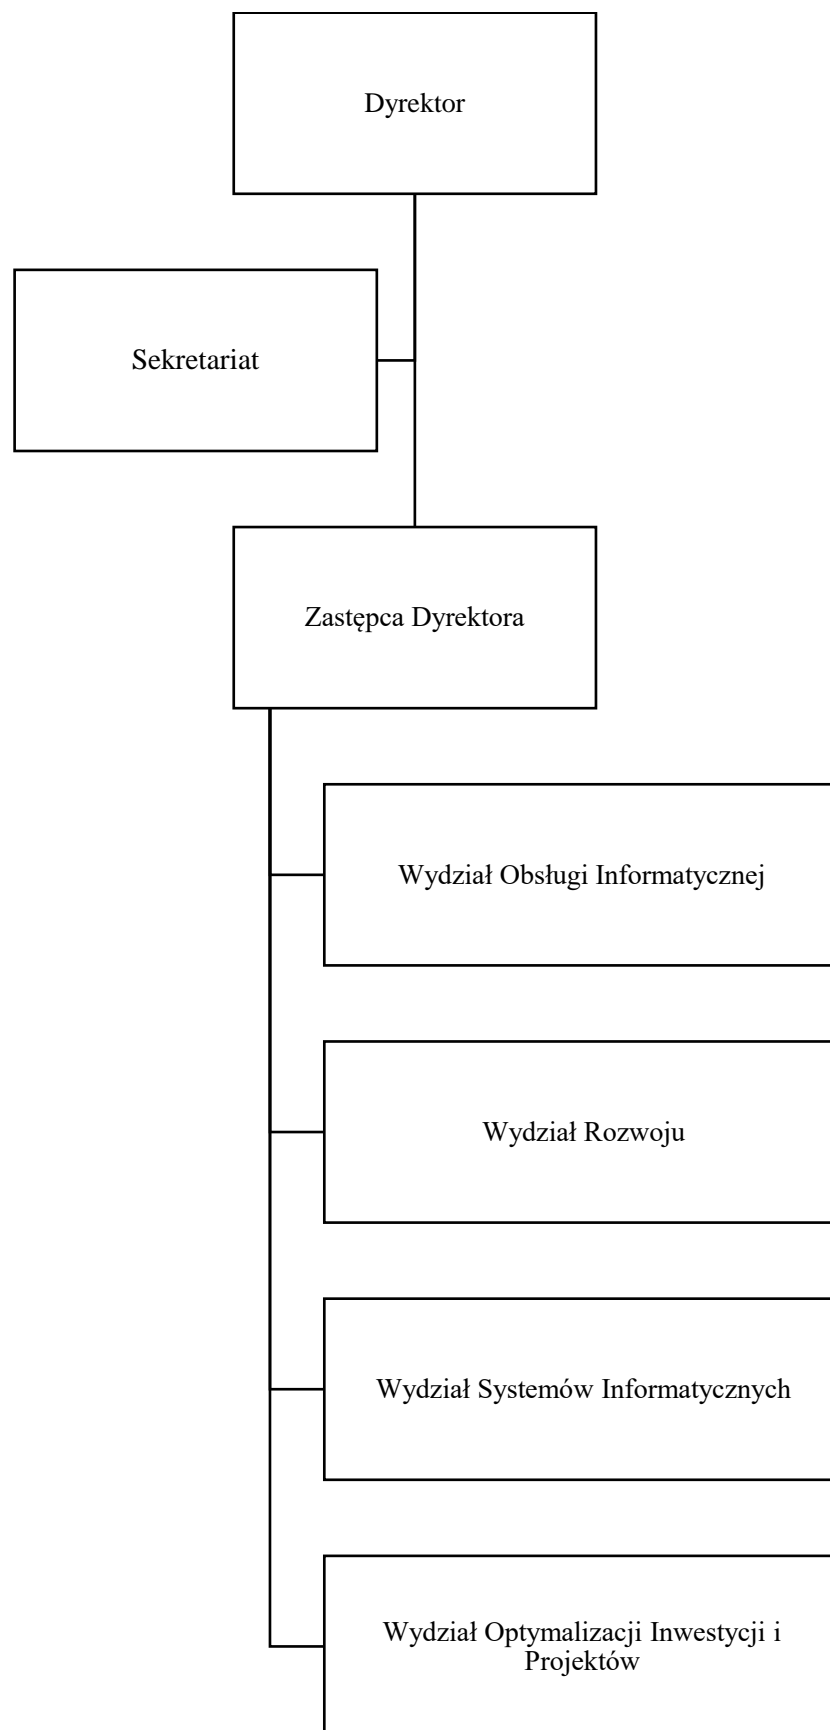 Dyrektor
Sekretariat
Zastępca Dyrektora
Wydział Obsługi Informatycznej
Wydział Rozwoju
Wydział Systemów Informatycznych
Wydział Optymalizacji Inwestycji i
Projektów